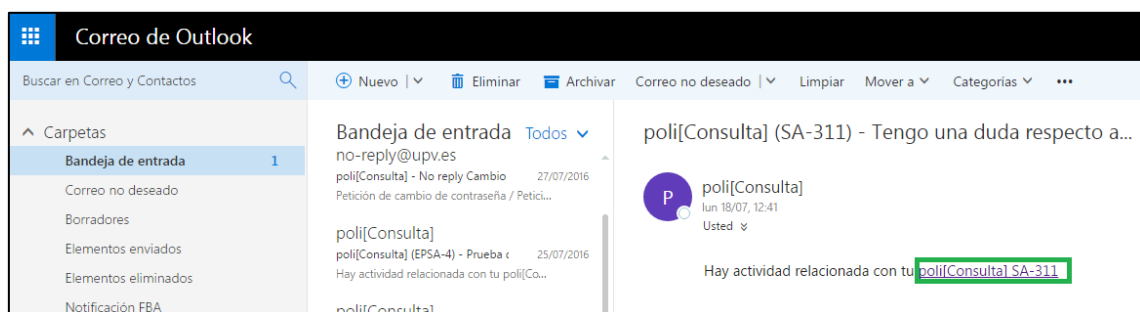 Correo de Outlook
Buscar en Correo y Contactos
Nuevo | Eliminar Archivar Correo no deseado | Limpiar Mover a Categorías •••
Carpetas
Bandeja de entrada 1
Correo no deseado
Borradores
Elementos enviados
Elementos eliminados
Notificación FBA
Bandeja de entrada Todos
no-reply@upv.es
poli[Consulta] - No reply Cambio 27/07/2016
Petición de cambio de contraseña / Petici...
poli[Consulta]
poli[Consulta] (EPSA-4) - Prueba 25/07/2016
Hay actividad relacionada con tu poli[Co...
poli[Consulta]
poli[Consulta] (SA-311) - Tengo una duda respecto a...
P
poli[Consulta]
lun 18/07, 12:41
Usted
Hay actividad relacionada con tu poli[Consulta] SA-311